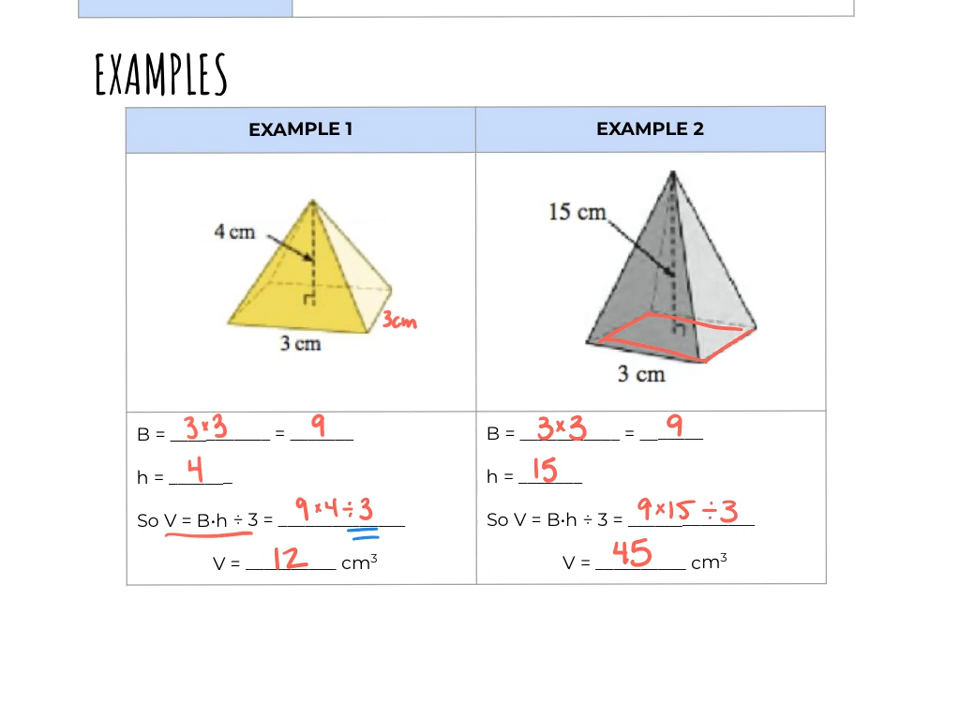 EXAMPLES
EXAMPLE 1
EXAMPLE 2
4 cm
3cm
3 cm
15 cm
3 cm
B = 3×3 = 9
h = 4
So V = B·h ÷ 3 = 9×4÷3
V = 12 cm³
B = 3×3 = 9
h = 15
So V = B·h ÷ 3 = 9×15÷3
V = 45 cm³